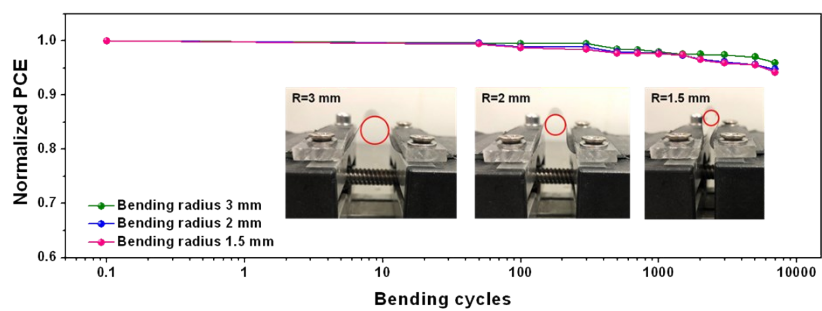 1.0
0.9
0.8
0.7
0.6
Normalized PCE
R=3 mm
R=2 mm
R=1.5 mm
Bending radius 3 mm
Bending radius 2 mm
Bending radius 1.5 mm
0.1
1
10
100
1000
10000
Bending cycles